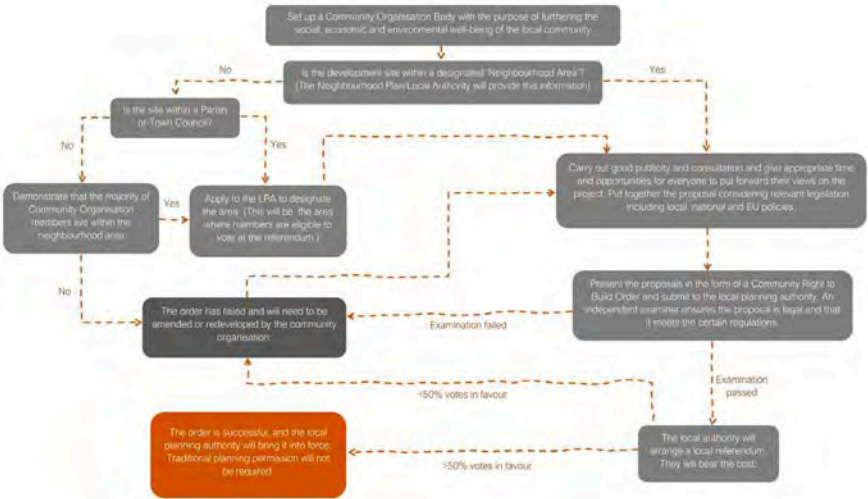 Set up a Community Organisation Body with the purpose of furthering the
social, economic and environmental well-being of the local community.
No
Is the development site within a designated 'Neighbourhood Area'?
(The Neighbourhood Plan/Local Authority will provide this information)
Yes
Is the site within a Parish
or Town Council?
No
Yes
Demonstrate that the majority of
Community Organisation
members live within the
neighbourhood area.
Yes
Apply to the LPA to designate
the area. (This will be the area
where members are eligible to
vote at the referendum.)
Carry out good publicity and consultation and give appropriate time
and opportunities for everyone to put forward their views on the
project. Put together the proposal considering relevant legislation
including local, national and EU policies.
No
The order has failed and will need to be
amended or redeveloped by the community
organisation.
Examination failed
Present the proposals in the form of a Community Right to
Build Order and submit to the local planning authority. An
independent examiner ensures the proposal is legal and that
it meets the certain regulations.
Examination
passed
<50% votes in favour
The order is successful, and the local
planning authority will bring it into force.
Traditional planning permission will not
be required
>50% votes in favour
The local authority will
arrange a local referendum.
They will bear the cost.